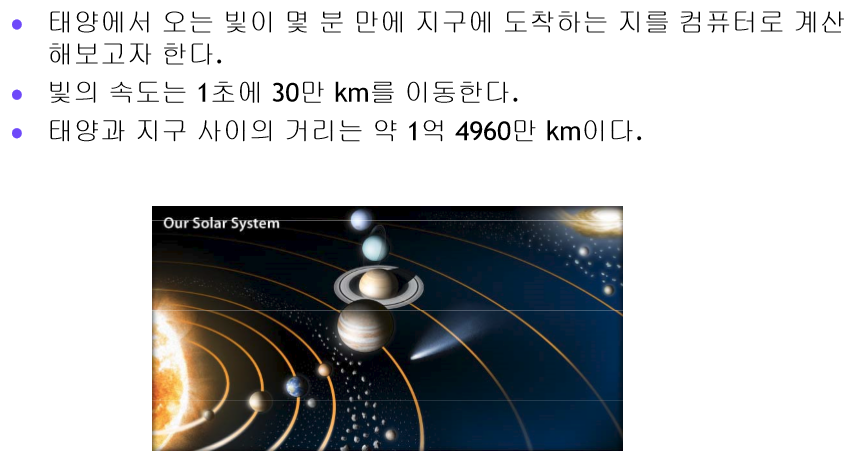 태양에서 오는 빛이 몇 분 만에 지구에 도착하는 지를 컴퓨터로 계산
해보고자 한다.
빛의 속도는 1초에 30만 km를 이동한다.
태양과 지구 사이의 거리는 약 1억 4960만 km이다.
Our Solar System